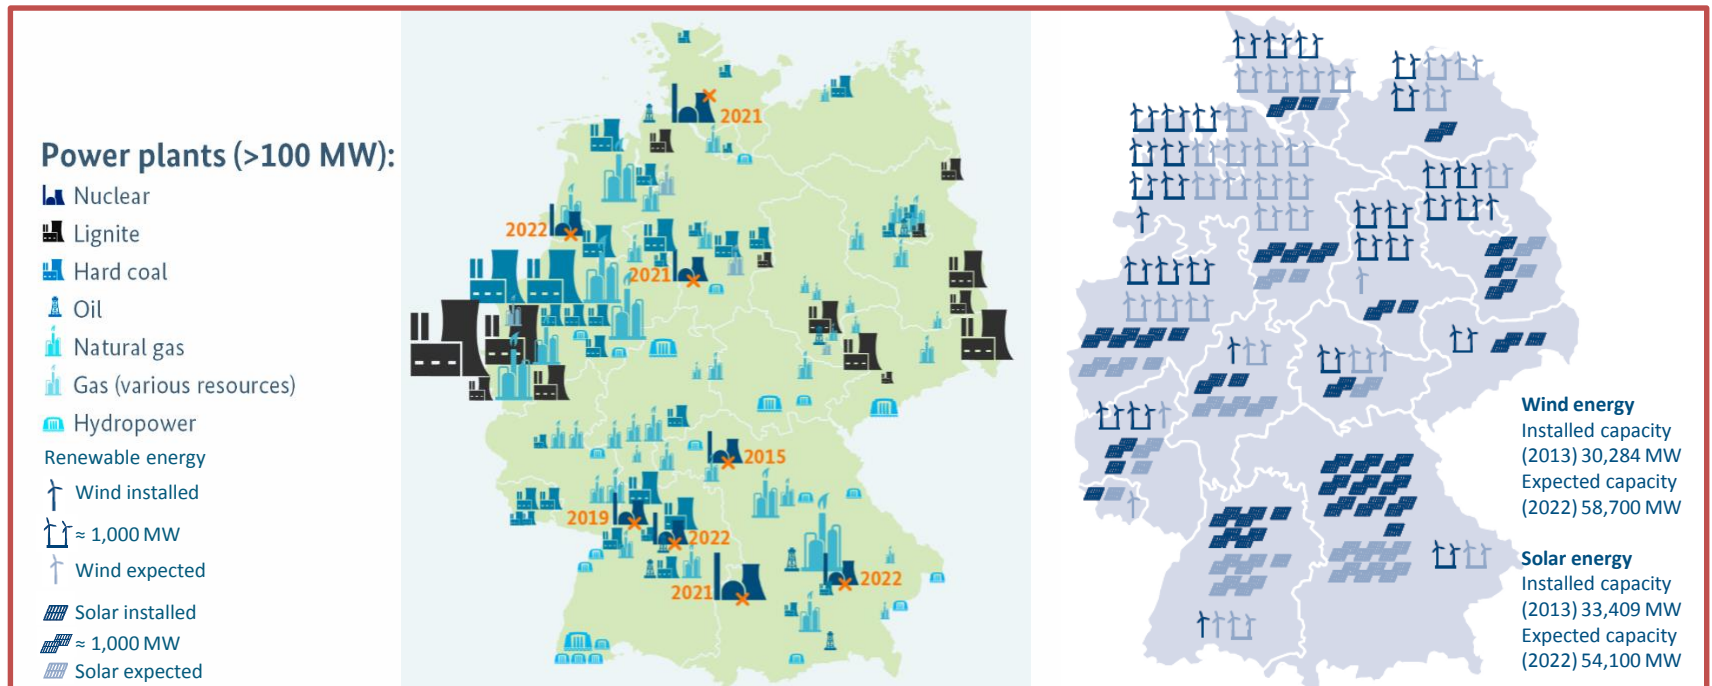 Power plants (>100 MW):
Nuclear
Lignite
Hard coal
Oil
Natural gas
Gas (various resources)
Hydropower
Renewable energy
Wind installed
≈ 1,000 MW
Wind expected
Solar installed
≈ 1,000 MW
Solar expected
2021
2022
2021
2015
2019
2022
2021
2022
Wind energy
Installed capacity
(2013) 30,284 MW
Expected capacity
(2022) 58,700 MW
Solar energy
Installed capacity
(2013) 33,409 MW
Expected capacity
(2022) 54,100 MW